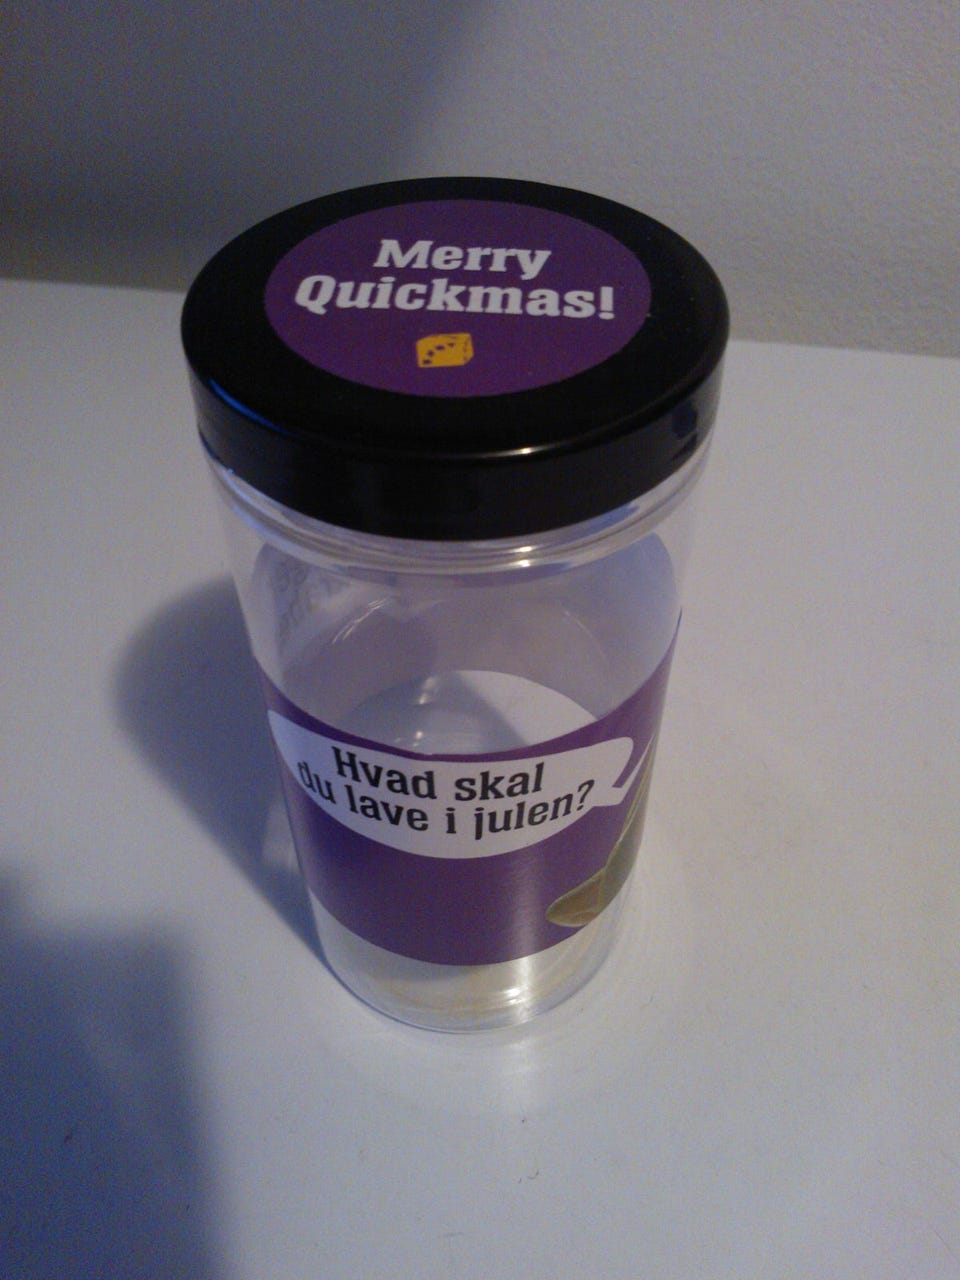 Merry
Quickmas!
Hvad skal
du lave i julen?